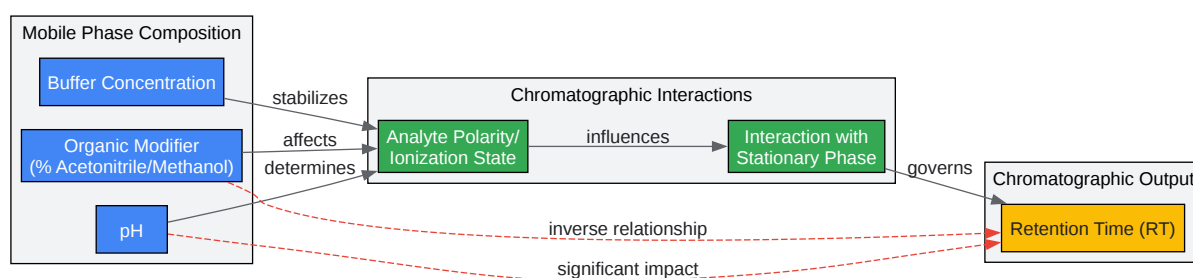 Mobile Phase Composition
Buffer Concentration
stabilizes
Organic Modifier
(% Acetonitrile/Methanol)
affects
determines
pH
Chromatographic Interactions
Analyte Polarity/
Ionization State
influences
Interaction with
Stationary Phase
governs
Chromatographic Output
Retention Time (RT)
inverse relationship
significant impact